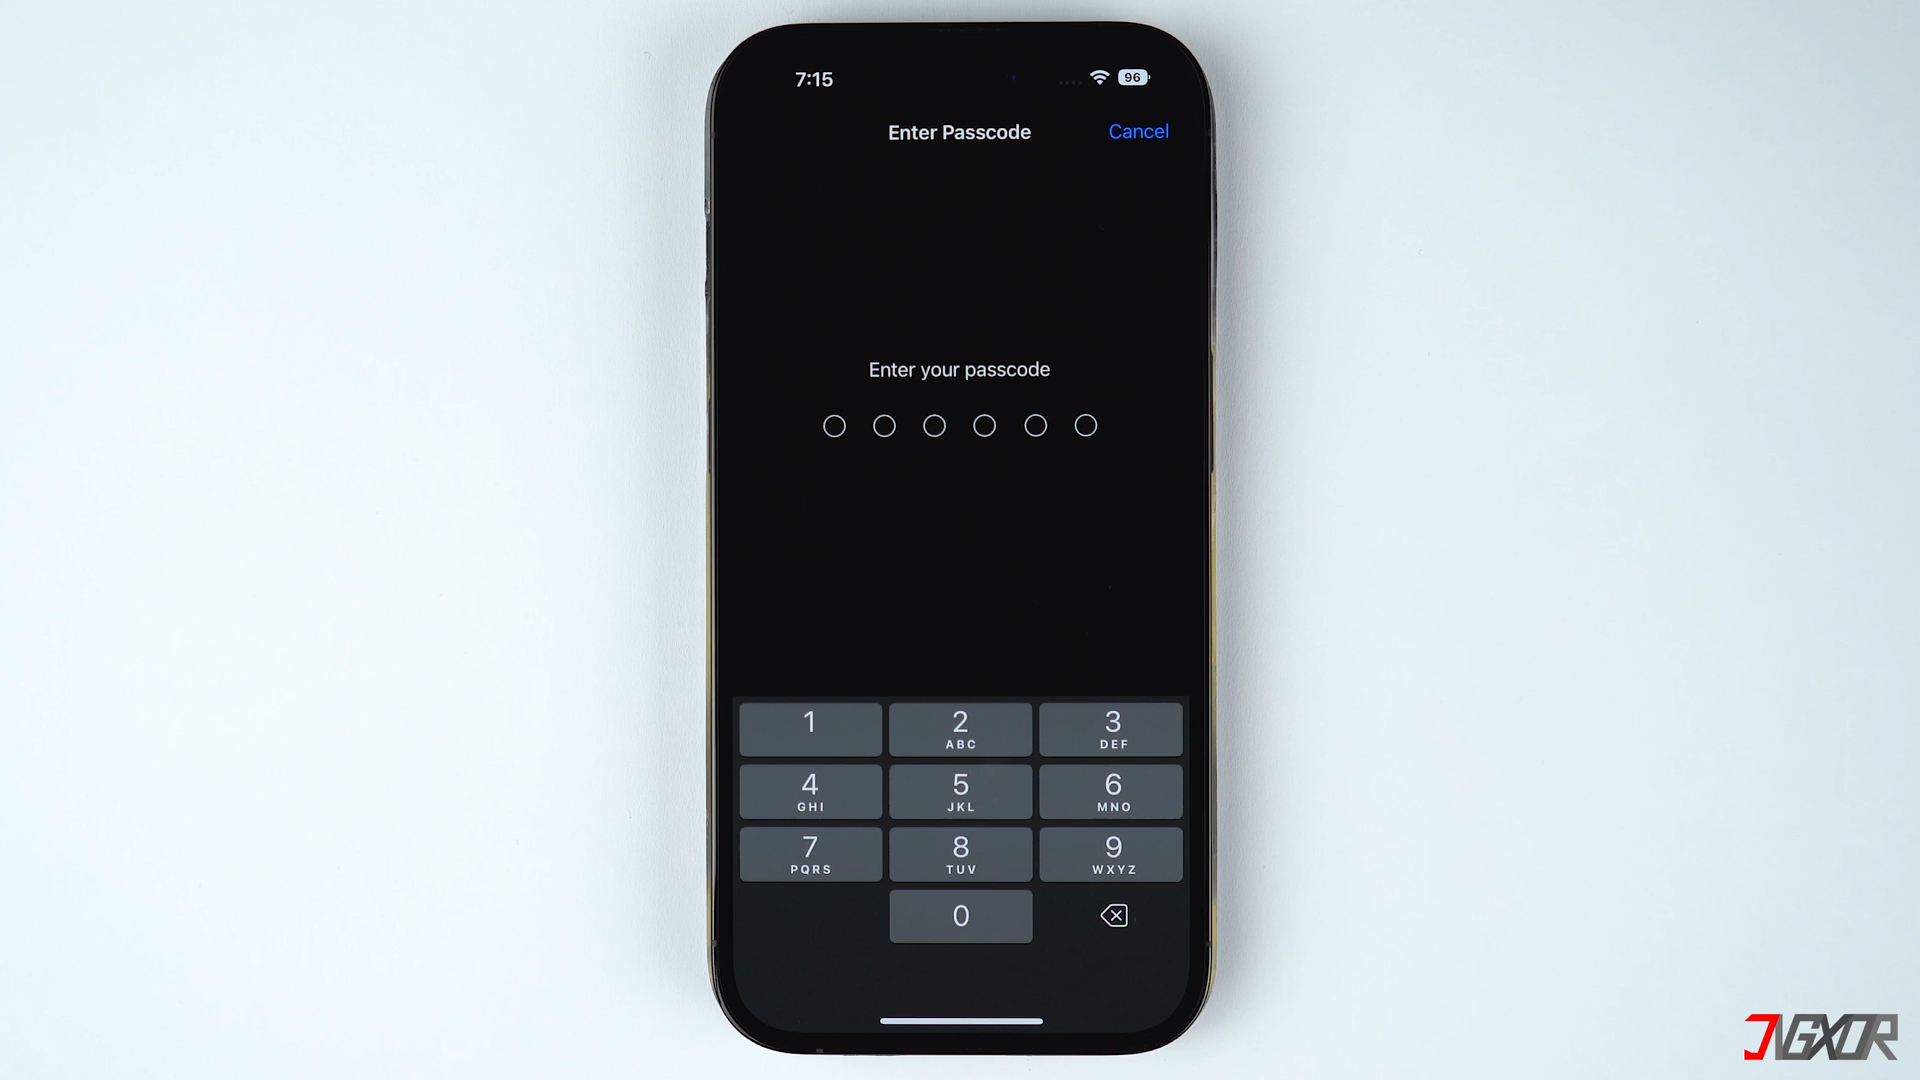 7:15
96
Enter Passcode
Cancel
Enter your passcode
1
2
ABC
3
DEF
4
GHI
5
JKL
6
MNO
7
PQRS
8
TUV
9
WXYZ
0
JVGXOR